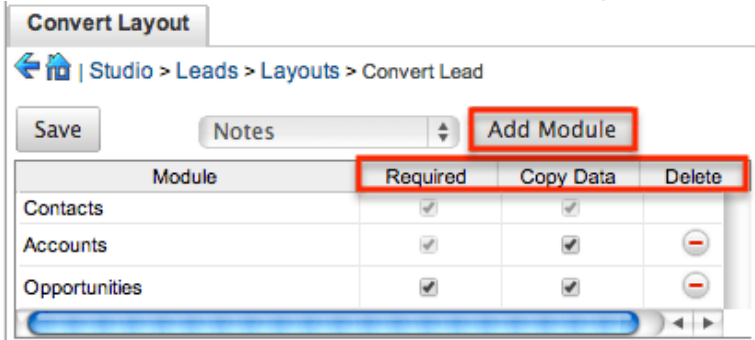 Convert Layout
| Studio > Leads > Layouts > Convert Lead
Save Notes Add Module
Module Required Copy Data Delete
Contacts
Accounts
Opportunities